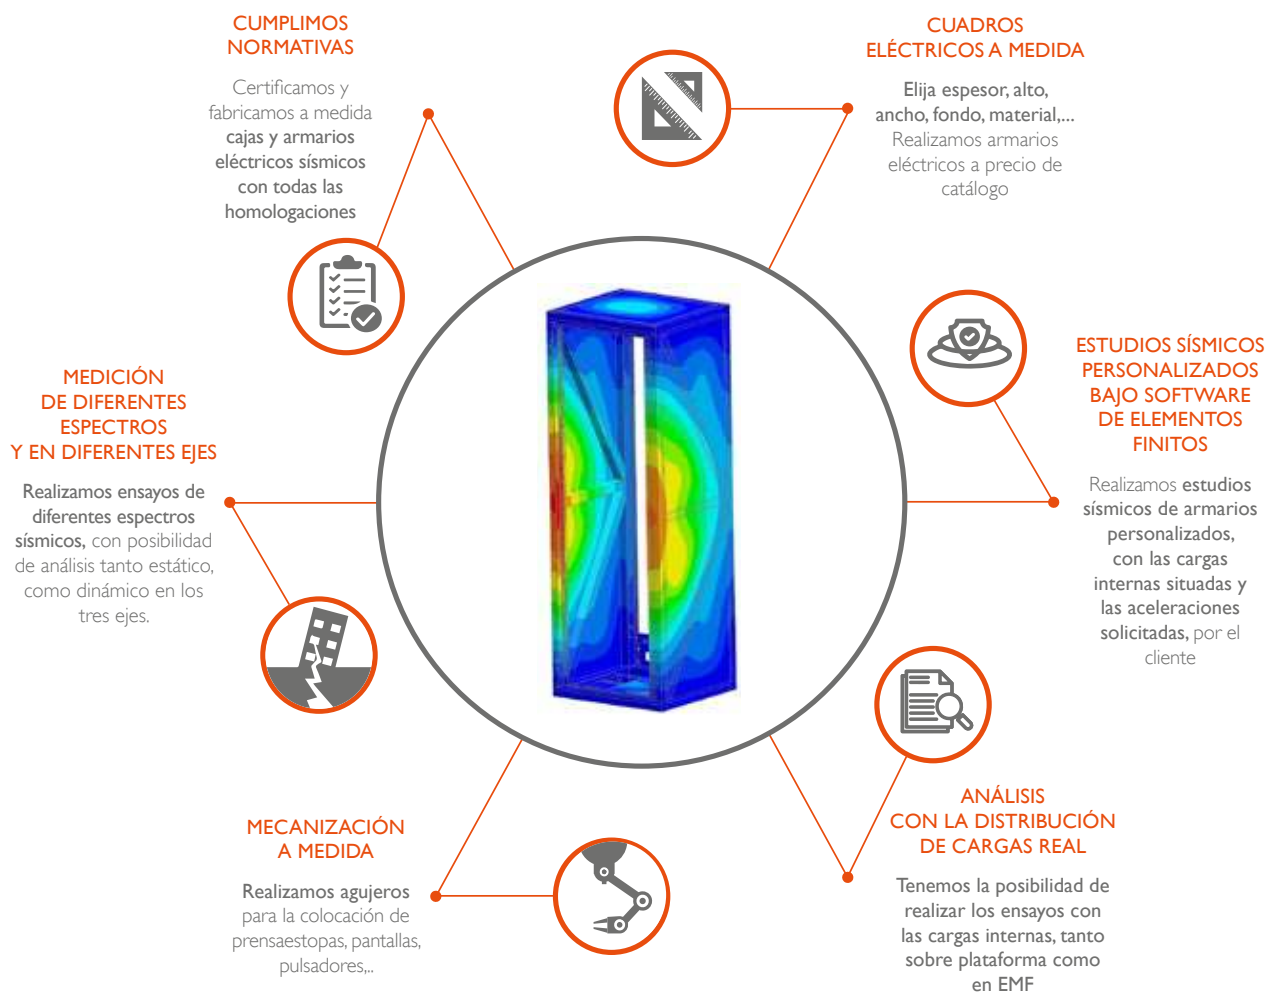 CUMPLIMOS
NORMATIVAS
Certificamos y
fabricamos a medida
cajas y armarios
eléctricos sísmicos
con todas las
homologaciones
CUADROS
ELÉCTRICOS A MEDIDA
Elija espesor, alto,
ancho, fondo, material,...
Realizamos armarios
eléctricos a precio de
catálogo
MEDICIÓN
DE DIFERENTES
ESPECTROS
Y EN DIFERENTES EJES
Realizamos ensayos de
diferentes espectros
sísmicos, con posibilidad
de análisis tanto estático,
como dinámico en los
tres ejes.
ESTUDIOS SÍSMICOS
PERSONALIZADOS
BAJO SOFTWARE
DE ELEMENTOS
FINITOS
Realizamos estudios
sísmicos de armarios
personalizados,
con las cargas
internas situadas y
las aceleraciones
solicitadas, por el
cliente
MECANIZACIÓN
A MEDIDA
Realizamos agujeros
para la colocación de
prensaestopas, pantallas,
pulsadores,..
ANÁLISIS
CON LA DISTRIBUCIÓN
DE CARGAS REAL
Tenemos la posibilidad de
realizar los ensayos con
las cargas internas, tanto
sobre plataforma como
en EMF